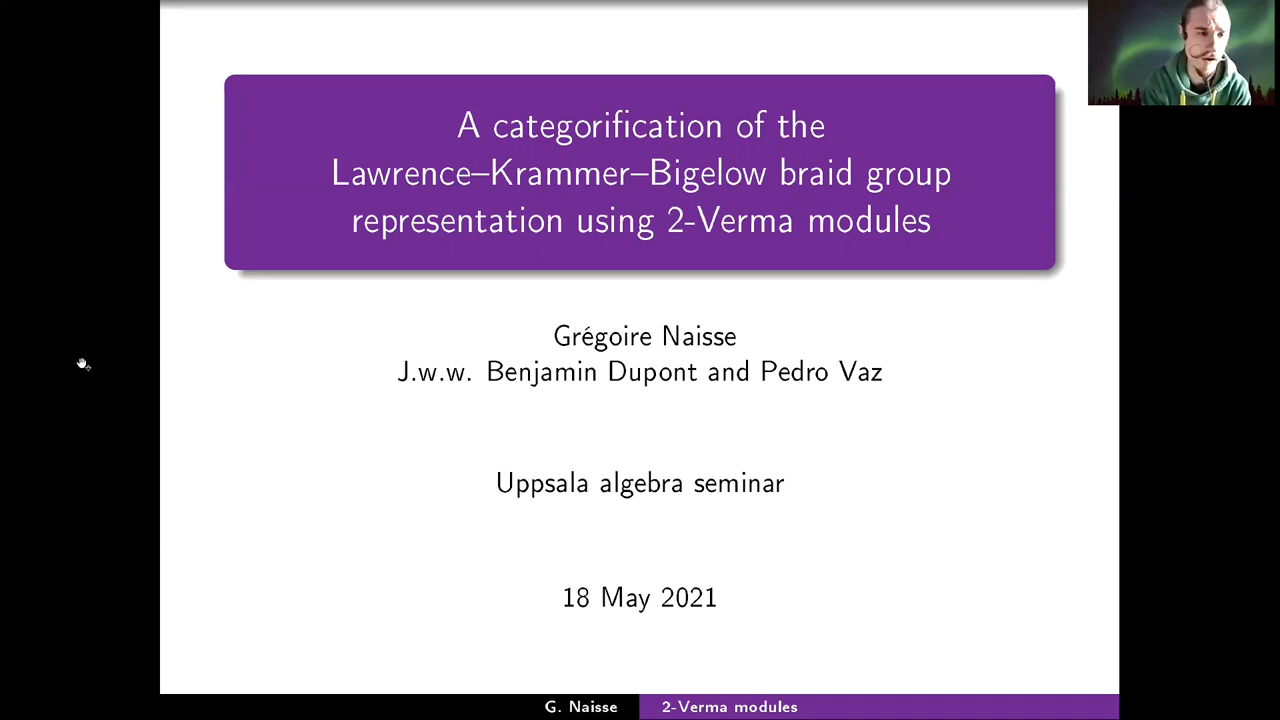 A categorification of the
Lawrence–Krammer–Bigelow braid group
representation using 2-Verma modules
Grégoire Naisse
J.w.w. Benjamin Dupont and Pedro Vaz
Uppsala algebra seminar
18 May 2021
G. Naisse
2-Verma modules